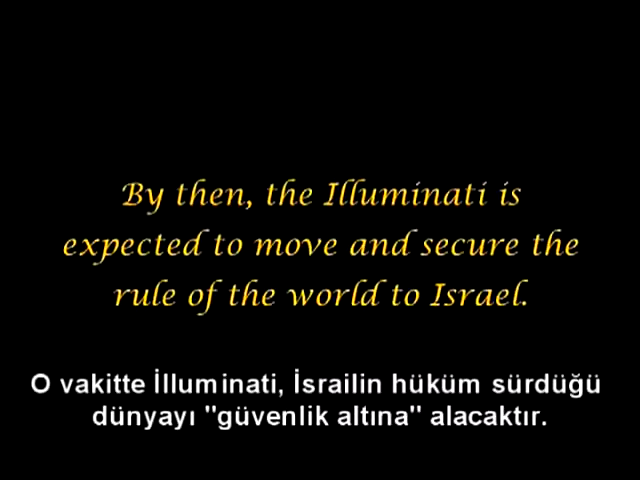 By then, the Illuminati is
expected to move and secure the
rule of the world to Israel.
O vakitte İlluminati, İsrailin hüküm sürdüğü
dünyayı "güvenlik altına" alacaktır.